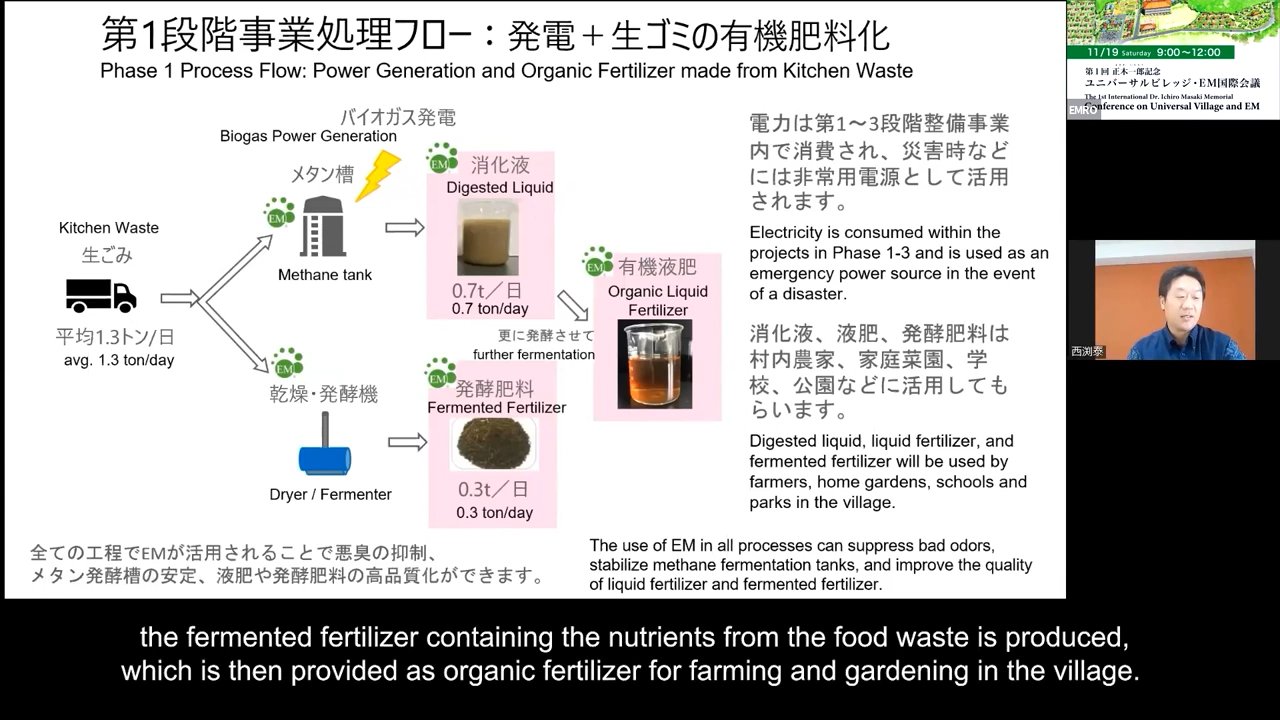 第1段階事業処理フロー：発電＋生ゴミの有機肥料化
Phase 1 Process Flow: Power Generation and Organic Fertilizer made from Kitchen Waste
バイオガス発電
Biogas Power Generation
メタン槽
EM
Methane tank
Kitchen Waste
生ごみ
平均1.3トン/日
avg. 1.3 ton/day
EM
消化液
Digested Liquid
0.7t／日
0.7 ton/day
更に発酵させて
further fermentation
EM
有機液肥
Organic Liquid
Fertilizer
EM
乾燥・発酵機
Dryer / Fermenter
EM
発酵肥料
Fermented Fertilizer
0.3t／日
0.3 ton/day
電力は第1～3段階整備事業
内で消費され、災害時など
には非常用電源として活用
されます。
Electricity is consumed within the
projects in Phase 1-3 and is used as an
emergency power source in the event
of a disaster.
消化液、液肥、発酵肥料は
村内農家、家庭菜園、学
校、公園などに活用しても
らいます。
Digested liquid, liquid fertilizer, and
fermented fertilizer will be used by
farmers, home gardens, schools and
parks in the village.
全ての工程でEMが活用されることで悪臭の抑制、
メタン発酵槽の安定、液肥や発酵肥料の高品質化ができます。
The use of EM in all processes can suppress bad odors,
stabilize methane fermentation tanks, and improve the quality
of liquid fertilizer and fermented fertilizer.
11/19 Saturday 9:00～12:00
第1回 正木一郎記念
ユニバーサルビレッジ・EM国際会議
The 1st International Dr. Ichiro Masaki Memorial
Conference on Universal Village and EM
EMRO
西渕泰
the fermented fertilizer containing the nutrients from the food waste is produced,
which is then provided as organic fertilizer for farming and gardening in the village.